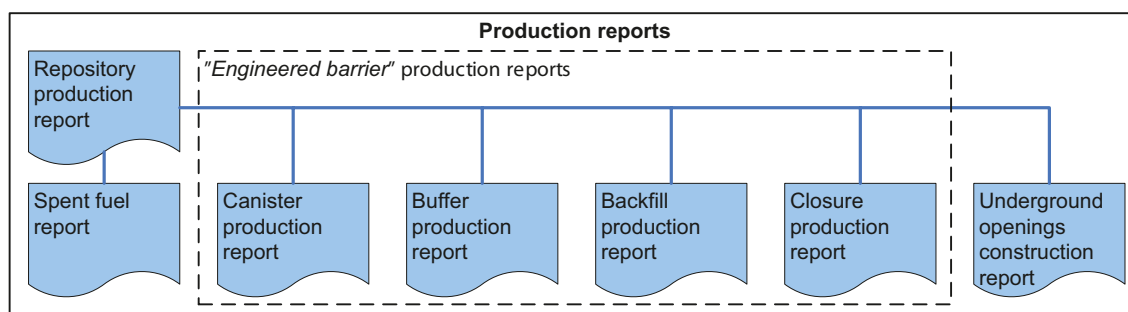 Production reports
Repository
production
report
"Engineered barrier" production reports
Spent fuel
report
Canister
production
report
Buffer
production
report
Backfill
production
report
Closure
production
report
Underground
openings
construction
report